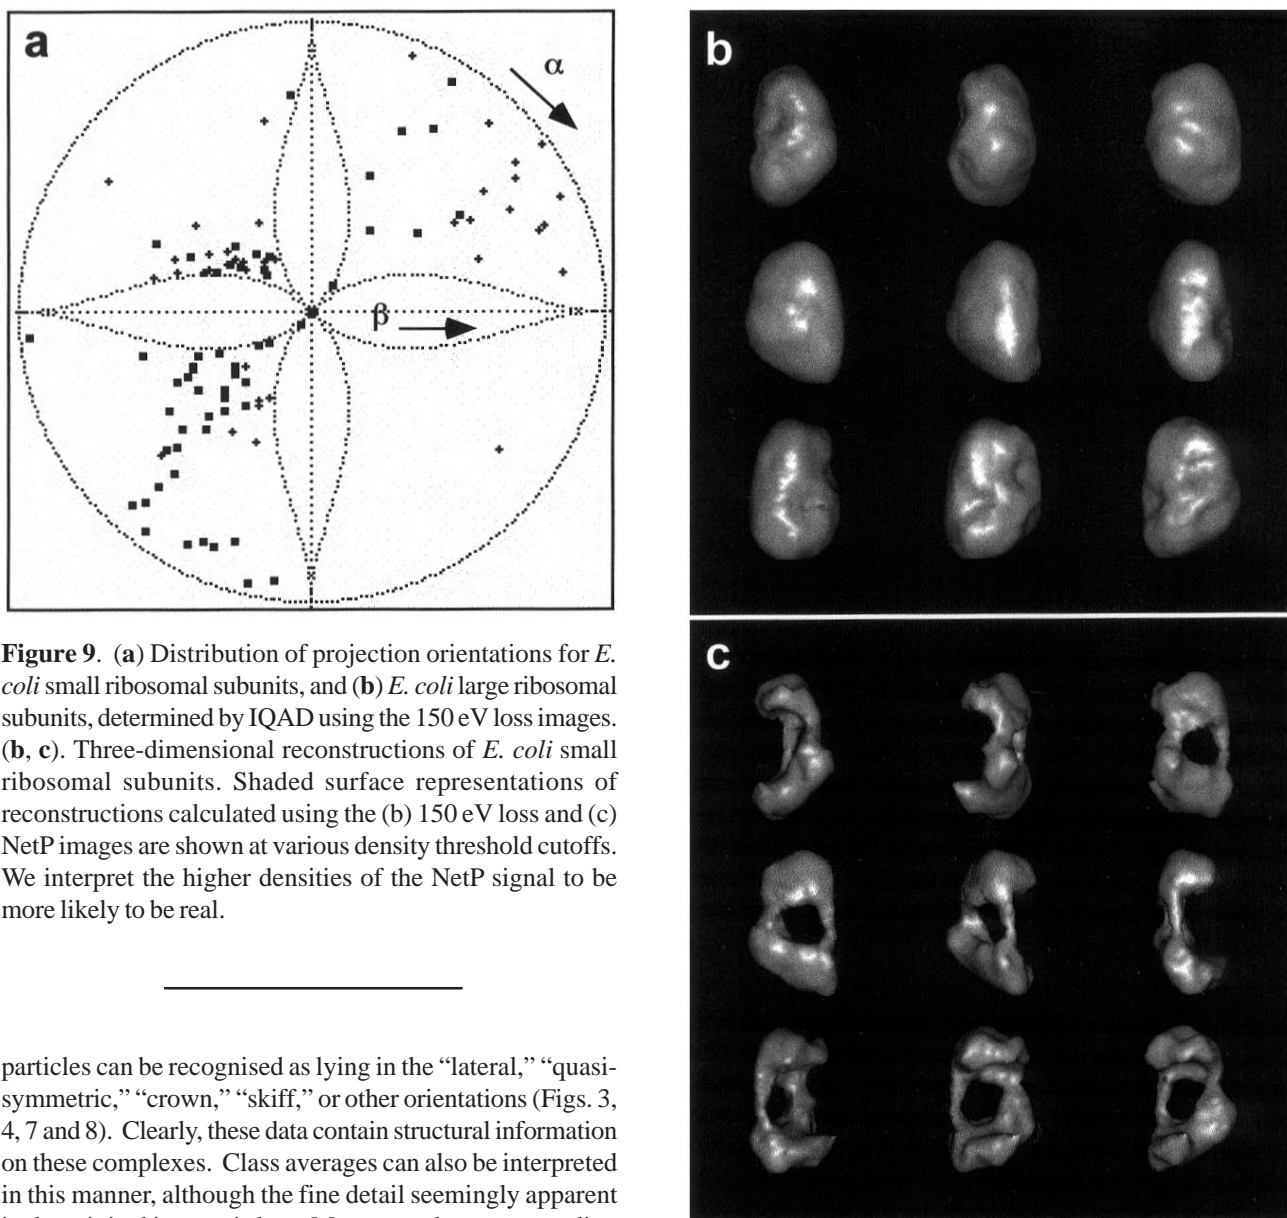 a
α
β
b
c
Figure 9. (a) Distribution of projection orientations for E.
coli small ribosomal subunits, and (b) E. coli large ribosomal
subunits, determined by IQAD using the 150 eV loss images.
(b, c). Three-dimensional reconstructions of E. coli small
ribosomal subunits. Shaded surface representations of
reconstructions calculated using the (b) 150 eV loss and (c)
NetP images are shown at various density threshold cutoffs.
We interpret the higher densities of the NetP signal to be
more likely to be real.
particles can be recognised as lying in the “lateral,” “quasi-
symmetric,” “crown,” “skiff,” or other orientations (Figs. 3,
4, 7 and 8). Clearly, these data contain structural information
on these complexes. Class averages can also be interpreted
in this manner, although the fine detail seemingly apparent